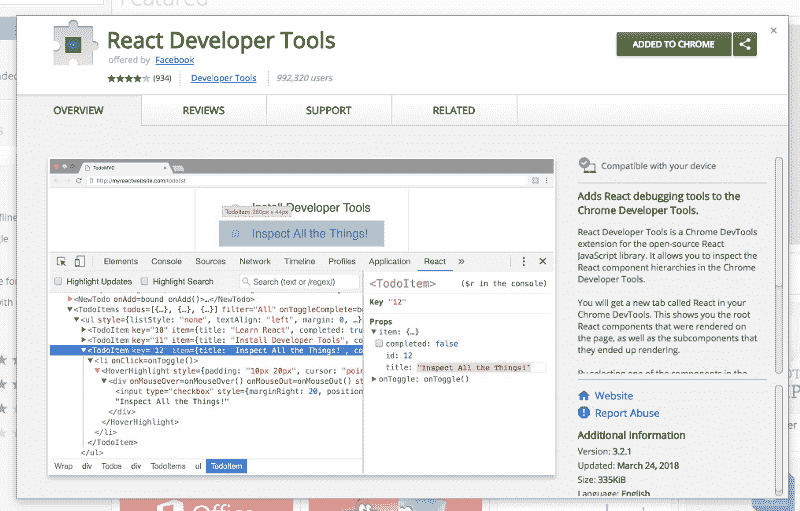 Featured
React Developer Tools
offered by Facebook
(934)
Developer Tools
992,320 users
ADDED TO CHROME
OVERVIEW
REVIEWS
SUPPORT
RELATED
TodoMVC
http://myreactwebsite.com/todolist
Install Developer Tools
TodoItem 280px x 44px
Inspect All the Things!
Elements Console Sources Network Timeline Profiles Application React »
Highlight Updates Highlight Search Search (text or /regex/)
<NewTodo onAdd=bound onAdd()>…</NewTodo>
<TodoItems todos=[{…}, {…}, {…}] filter="All" onToggleComplete=bo
<ul style={listStyle: "none", textAlign: "left", margin: 0,
<TodoItem key="10" item={title: "Learn React", completed: tru
<TodoItem key="11" item={title: "Install Developer Tools", co
<TodoItem key="12" item={title: "Inspect All the Things!", co
<li onClick=onToggle()>
<HoverHighlight style={padding: "10px 20px", cursor: "poin
<div onMouseOver=onMouseOver() onMouseOut=onMouseOut() st
<input type="checkbox" style={marginRight: 20, position
"Inspect All the Things!"
</div>
</HoverHighlight>
</li>
</TodoItem>
</ul>
Wrap div Todos div TodoItems ul TodoItem
<TodoItem>
($r in the console)
Key "12"
Props
item: {…}
completed: false
id: 12
title: "Inspect All the Things!"
onToggle: onToggle()
Compatible with your device
Adds React debugging tools to the
Chrome Developer Tools.
React Developer Tools is a Chrome DevTools
extension for the open-source React
JavaScript library. It allows you to inspect the
React component hierarchies in the Chrome
Developer Tools.
You will get a new tab called React in your
Chrome DevTools. This shows you the
root React components that were rendered
on the page, as well as the subcomponents
that they ended up rendering.
By selecting one of the components in the
Website
Report Abuse
Additional Information
Version: 3.2.1
Updated: March 24, 2018
Size: 335KiB
Language: English
Office